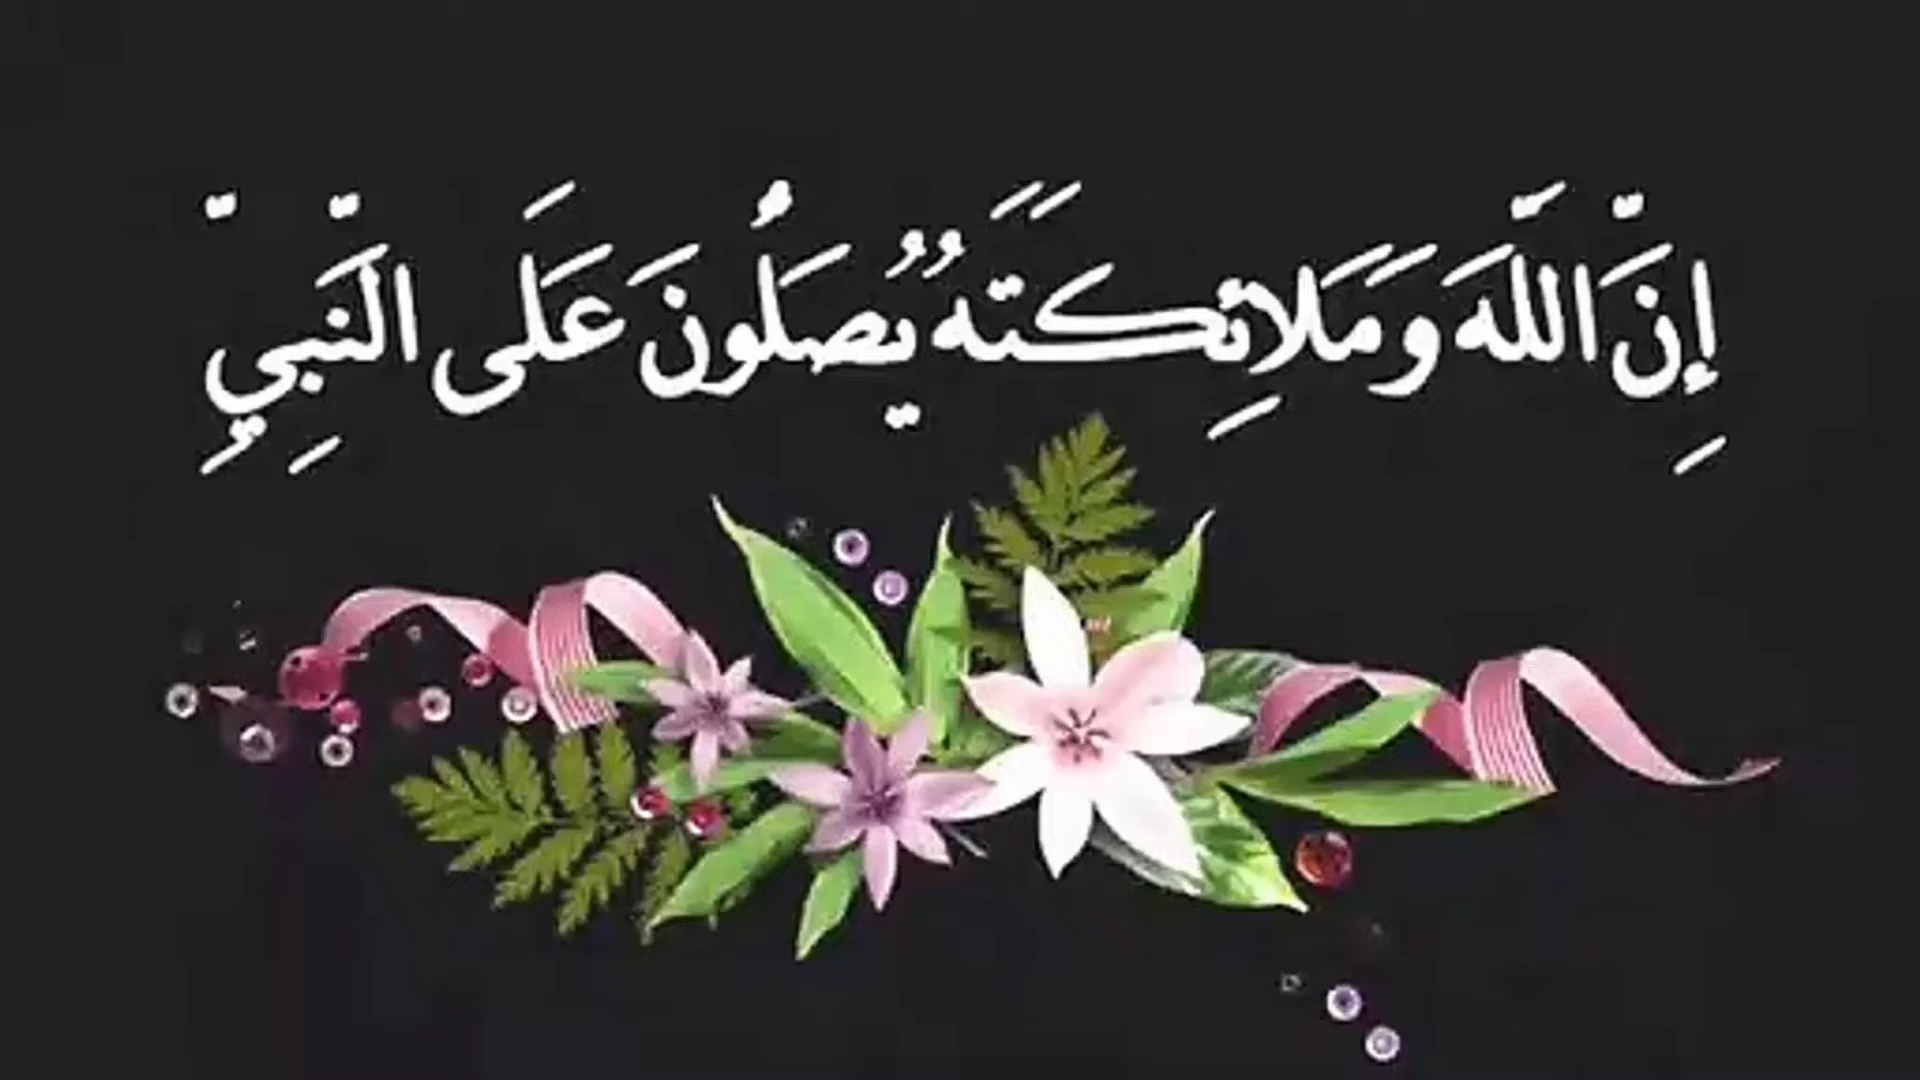 إِنَّ اللَّهَ وَمَلَائِكَتَهُ يُصَلُّونَ عَلَى النَّبِيِّ